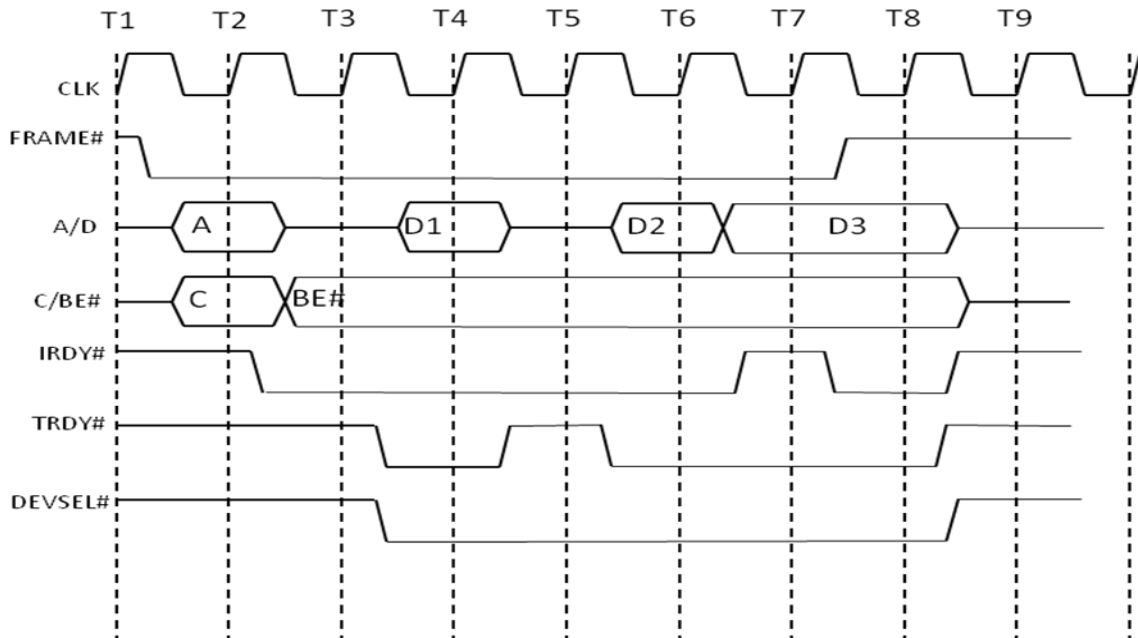 T1 T2 T3 T4 T5 T6 T7 T8 T9
CLK
FRAME#
A/D A D1 D2 D3
C/BE# C BE#
IRDY#
TRDY#
DEVSEL#